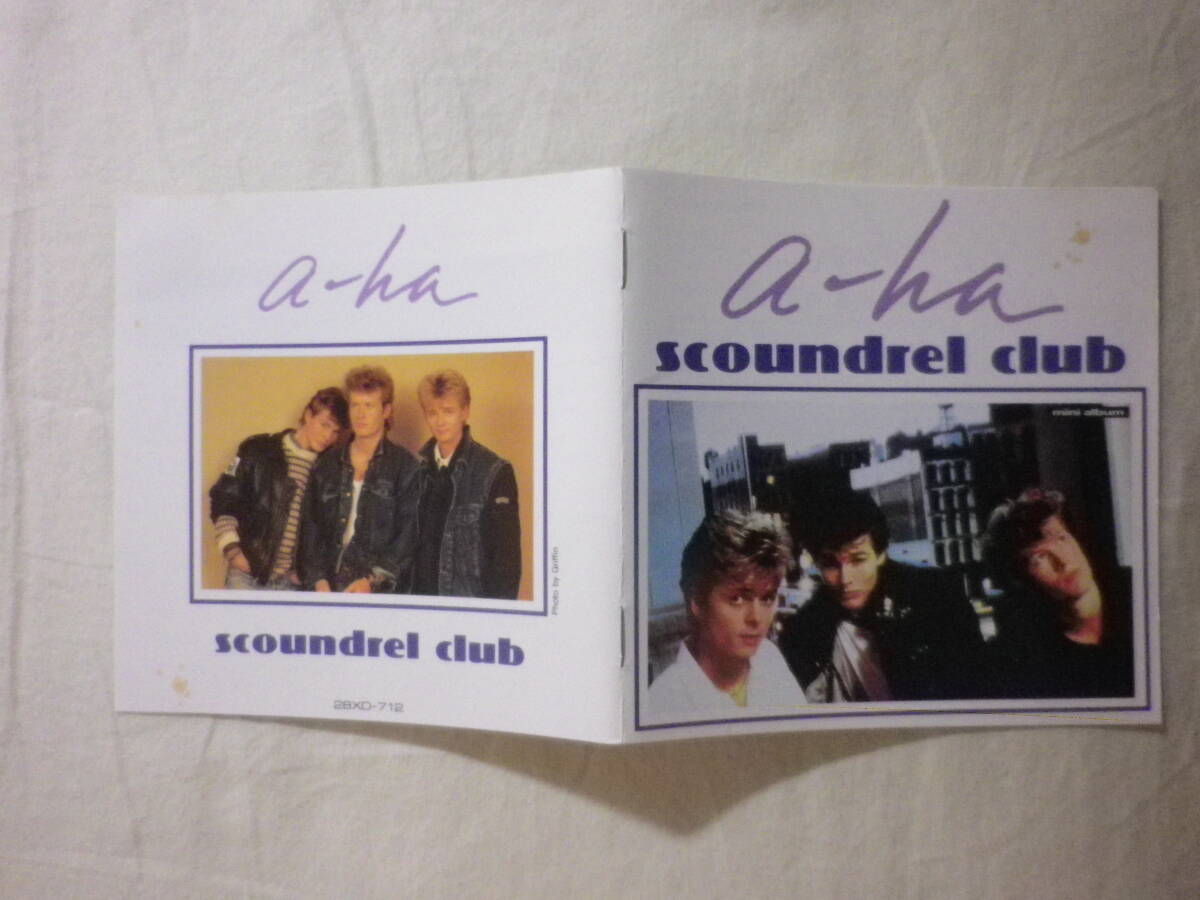 a-ha
scoundrel club
Photo by Griffin
28XD-712
a-ha
scoundrel club
mini album